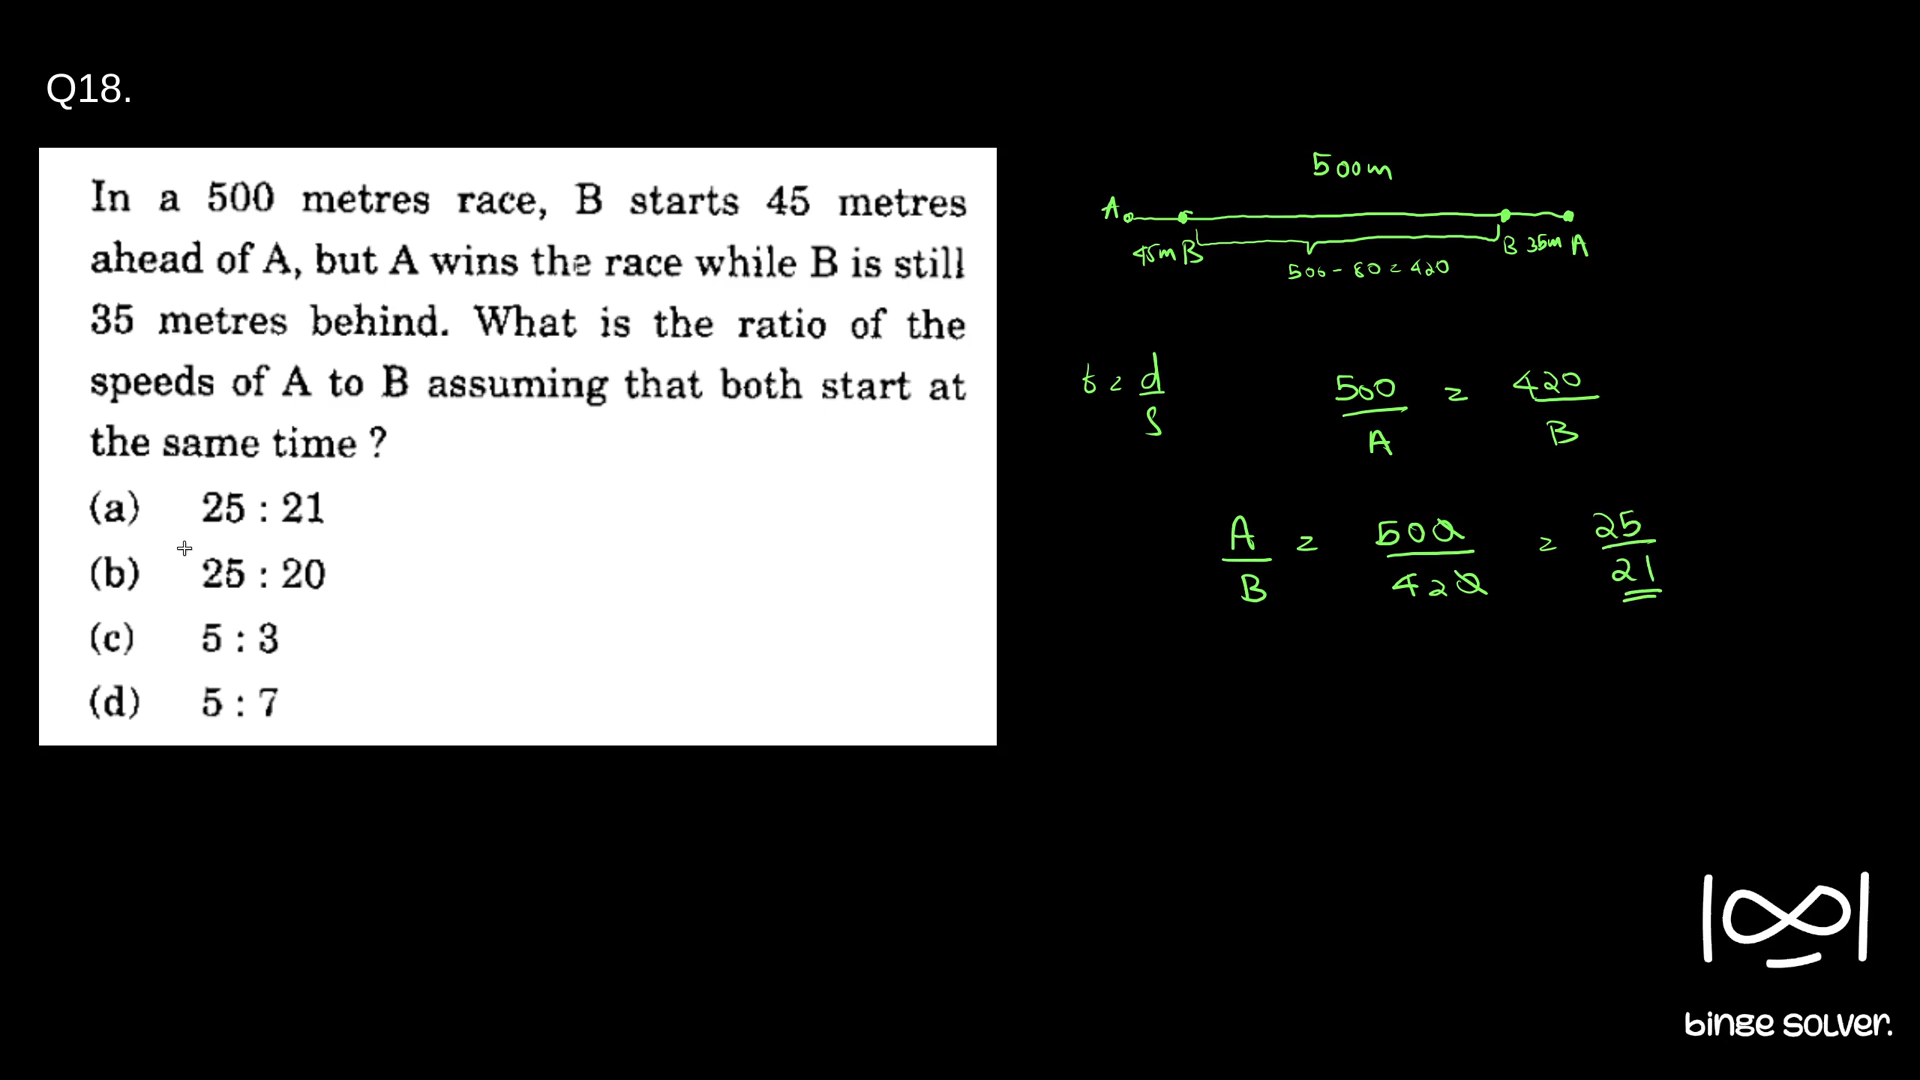 Q18.
In a 500 metres race, B starts 45 metres
ahead of A, but A wins the race while B is still
35 metres behind. What is the ratio of the
speeds of A to B assuming that both start at
the same time ?
(a) 25 : 21
(b) 25 : 20
(c) 5 : 3
(d) 5 : 7
500m
A
45m B
B 35m A
500 - 80 = 420
t = d/s
500/A = 420/B
A/B = 500/420 = 25/21
binge solver.